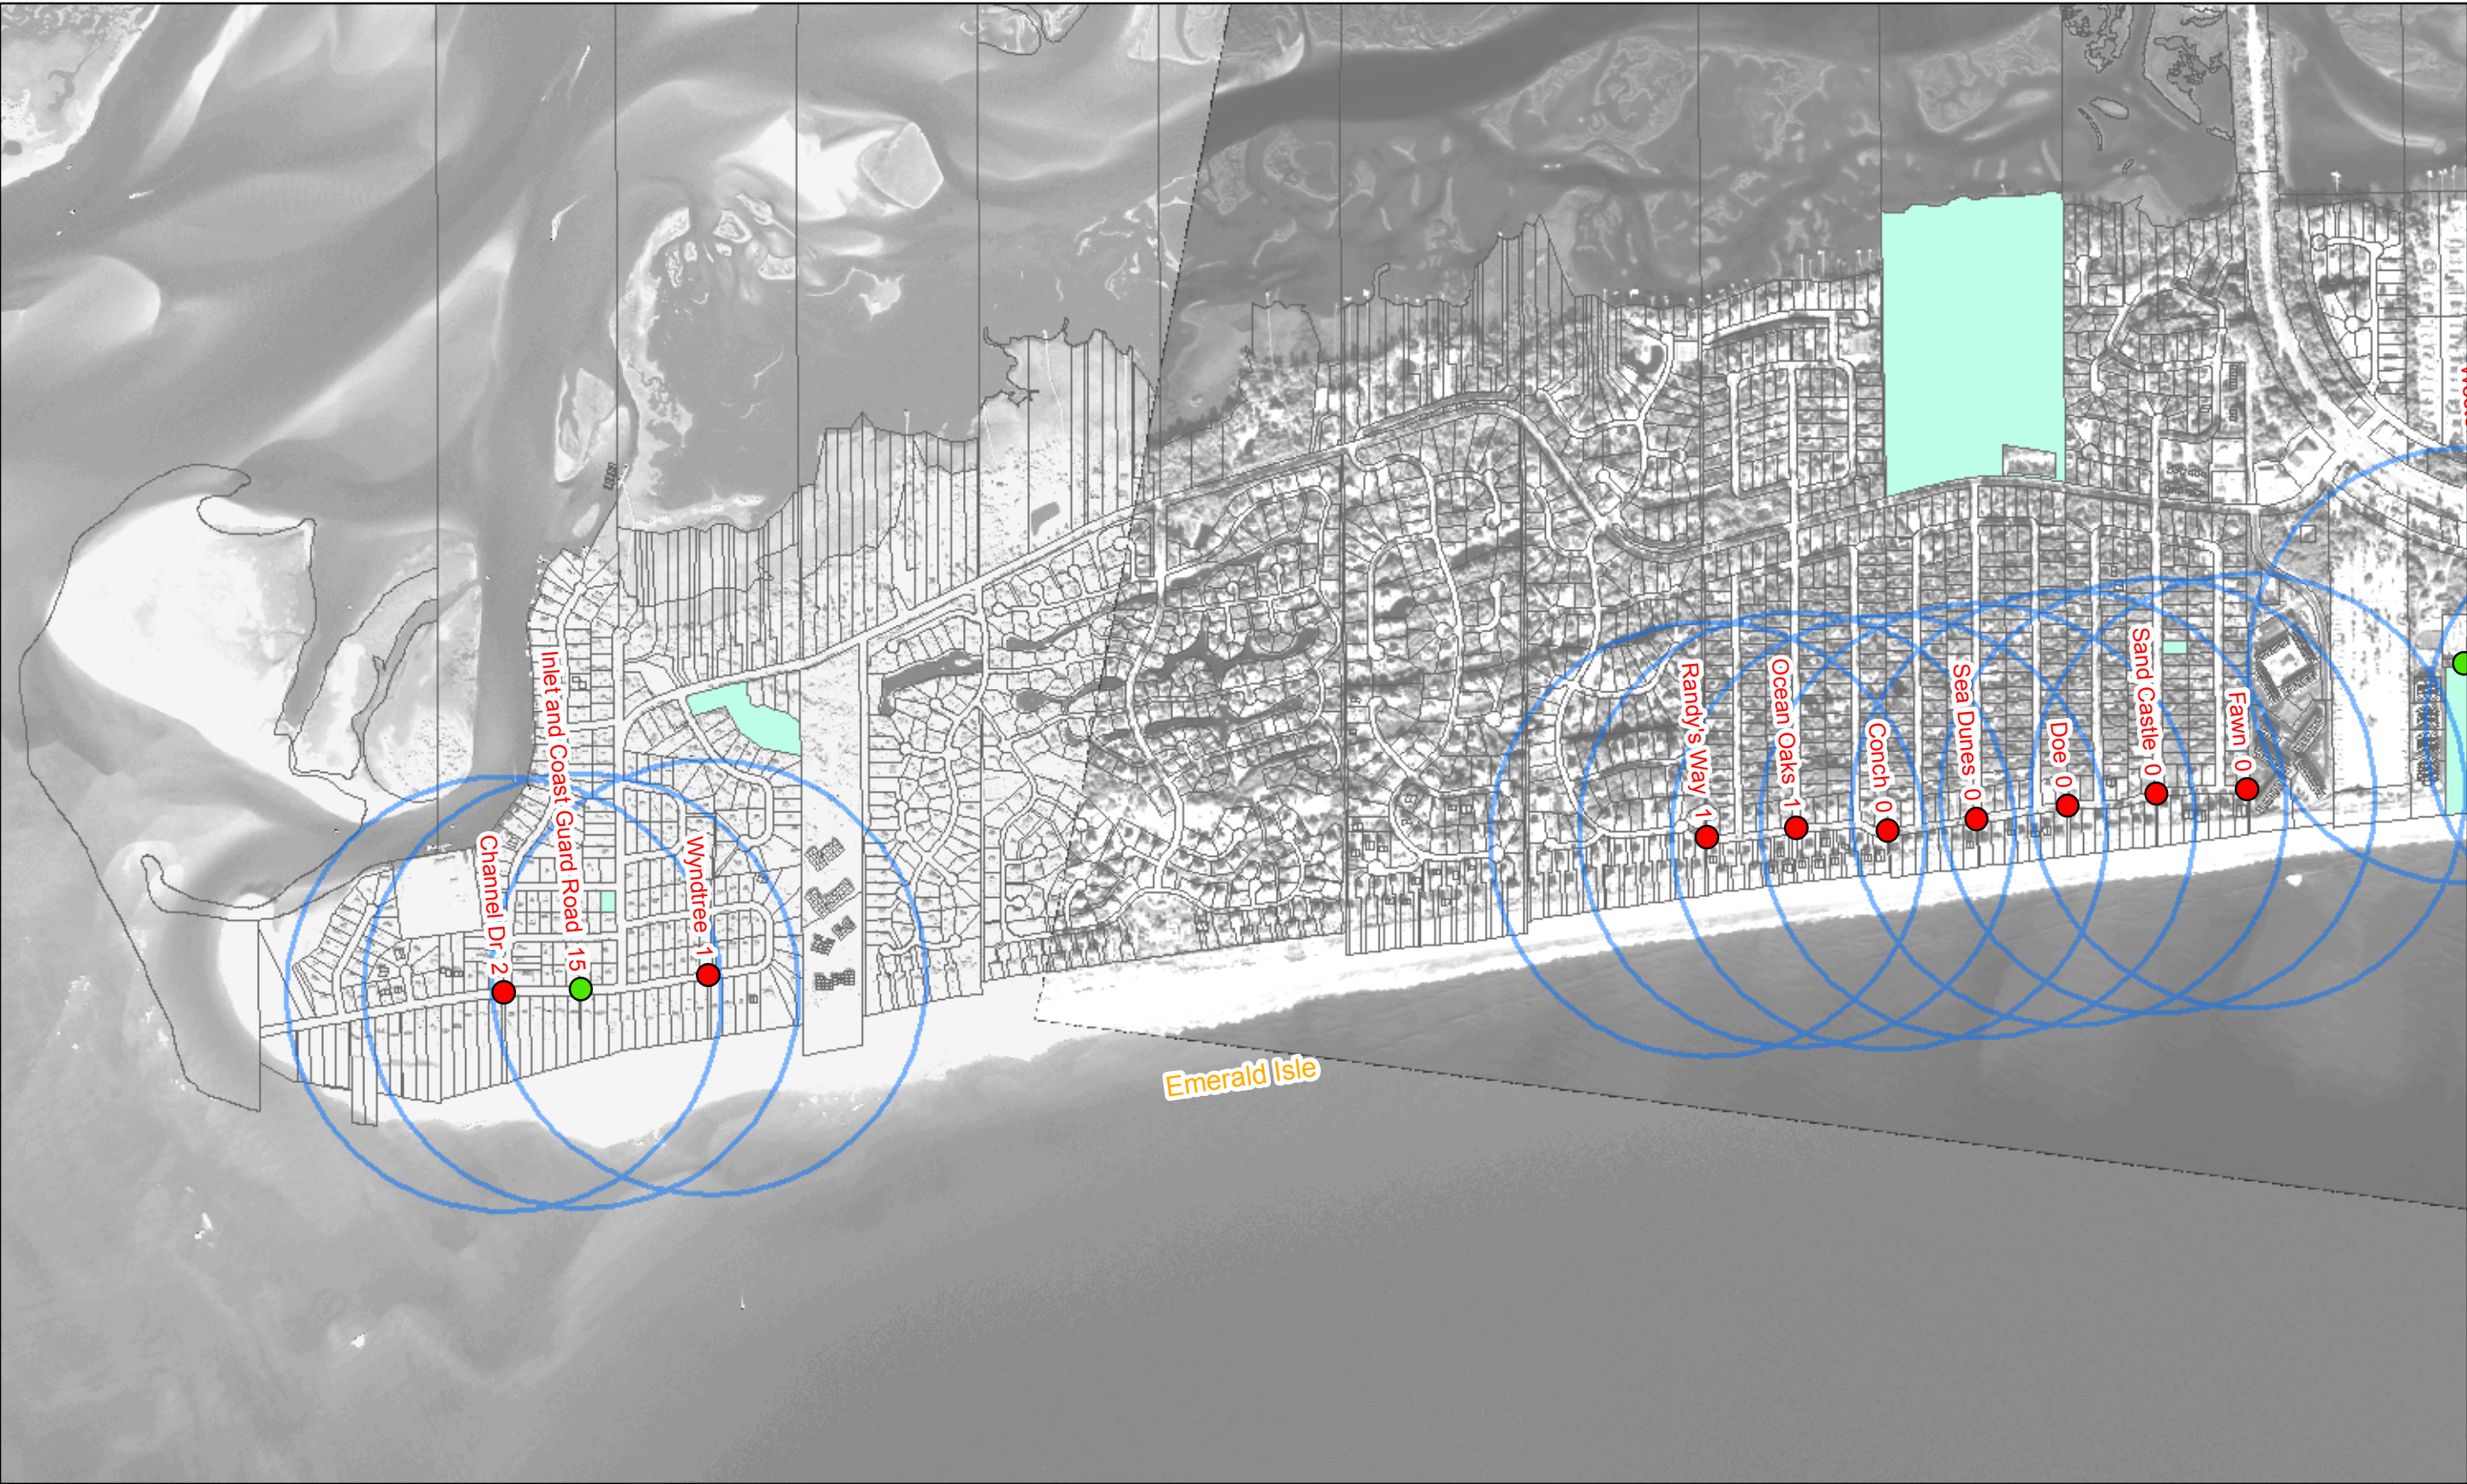 Inlet and Coast Guard Road 15
Channel Dr 2
Wyndtree 1
Randy's Way 1
Ocean Oaks 1
Conch 0
Sea Dunes 0
Doe 0
Sand Castle 0
Fawn 0
Emerald Isle